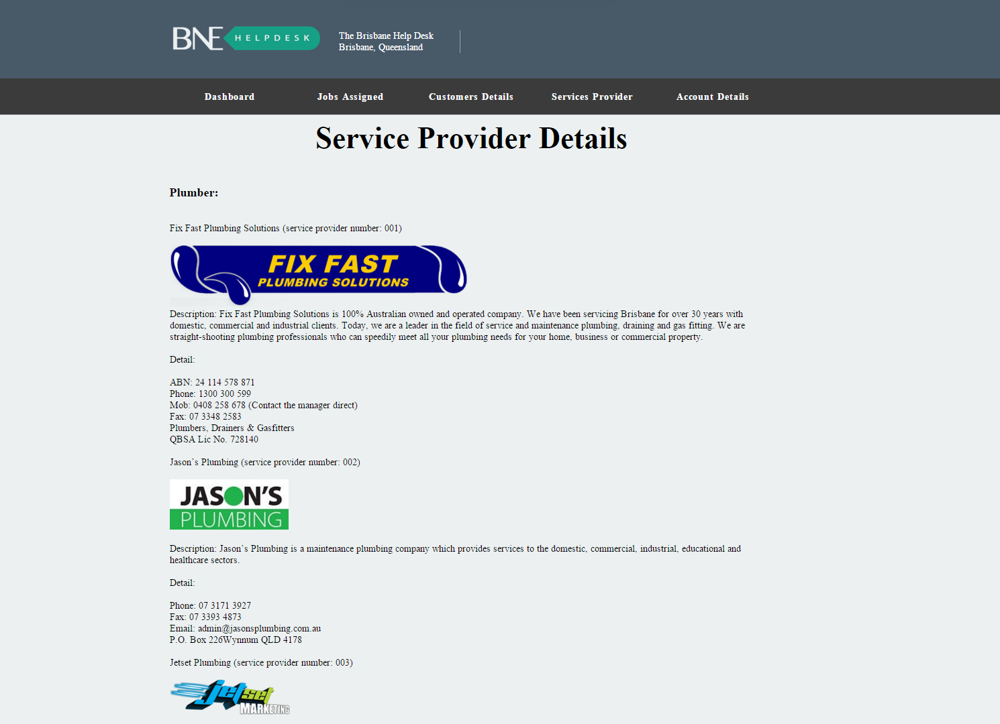 BNE HELPDESK
The Brisbane Help Desk
Brisbane, Queensland
Dashboard Jobs Assigned Customers Details Services Provider Account Details
Service Provider Details
Plumber:
Fix Fast Plumbing Solutions (service provider number: 001)
FIX FAST
PLUMBING SOLUTIONS
Description: Fix Fast Plumbing Solutions is 100% Australian owned and operated company. We have been servicing Brisbane for over 30 years with
domestic, commercial and industrial clients. Today, we are a leader in the field of service and maintenance plumbing, draining and gas fitting. We are
straight-shooting plumbing professionals who can speedily meet all your plumbing needs for your home, business or commercial property.
Detail:
ABN: 24 114 578 871
Phone: 1300 300 599
Mob: 0408 258 678 (Contact the manager direct)
Fax: 07 3348 2583
Plumbers, Drainers & Gasfitters
QBSA Lic No. 728140
Jason’s Plumbing (service provider number: 002)
JASON'S
PLUMBING
Description: Jason’s Plumbing is a maintenance plumbing company which provides services to the domestic, commercial, industrial, educational and
healthcare sectors.
Detail:
Phone: 07 3171 3927
Fax: 07 3393 4873
Email: admin@jasonsplumbing.com.au
P.O. Box 226Wynnum QLD 4178
Jetset Plumbing (service provider number: 003)
jetset
MARKETING